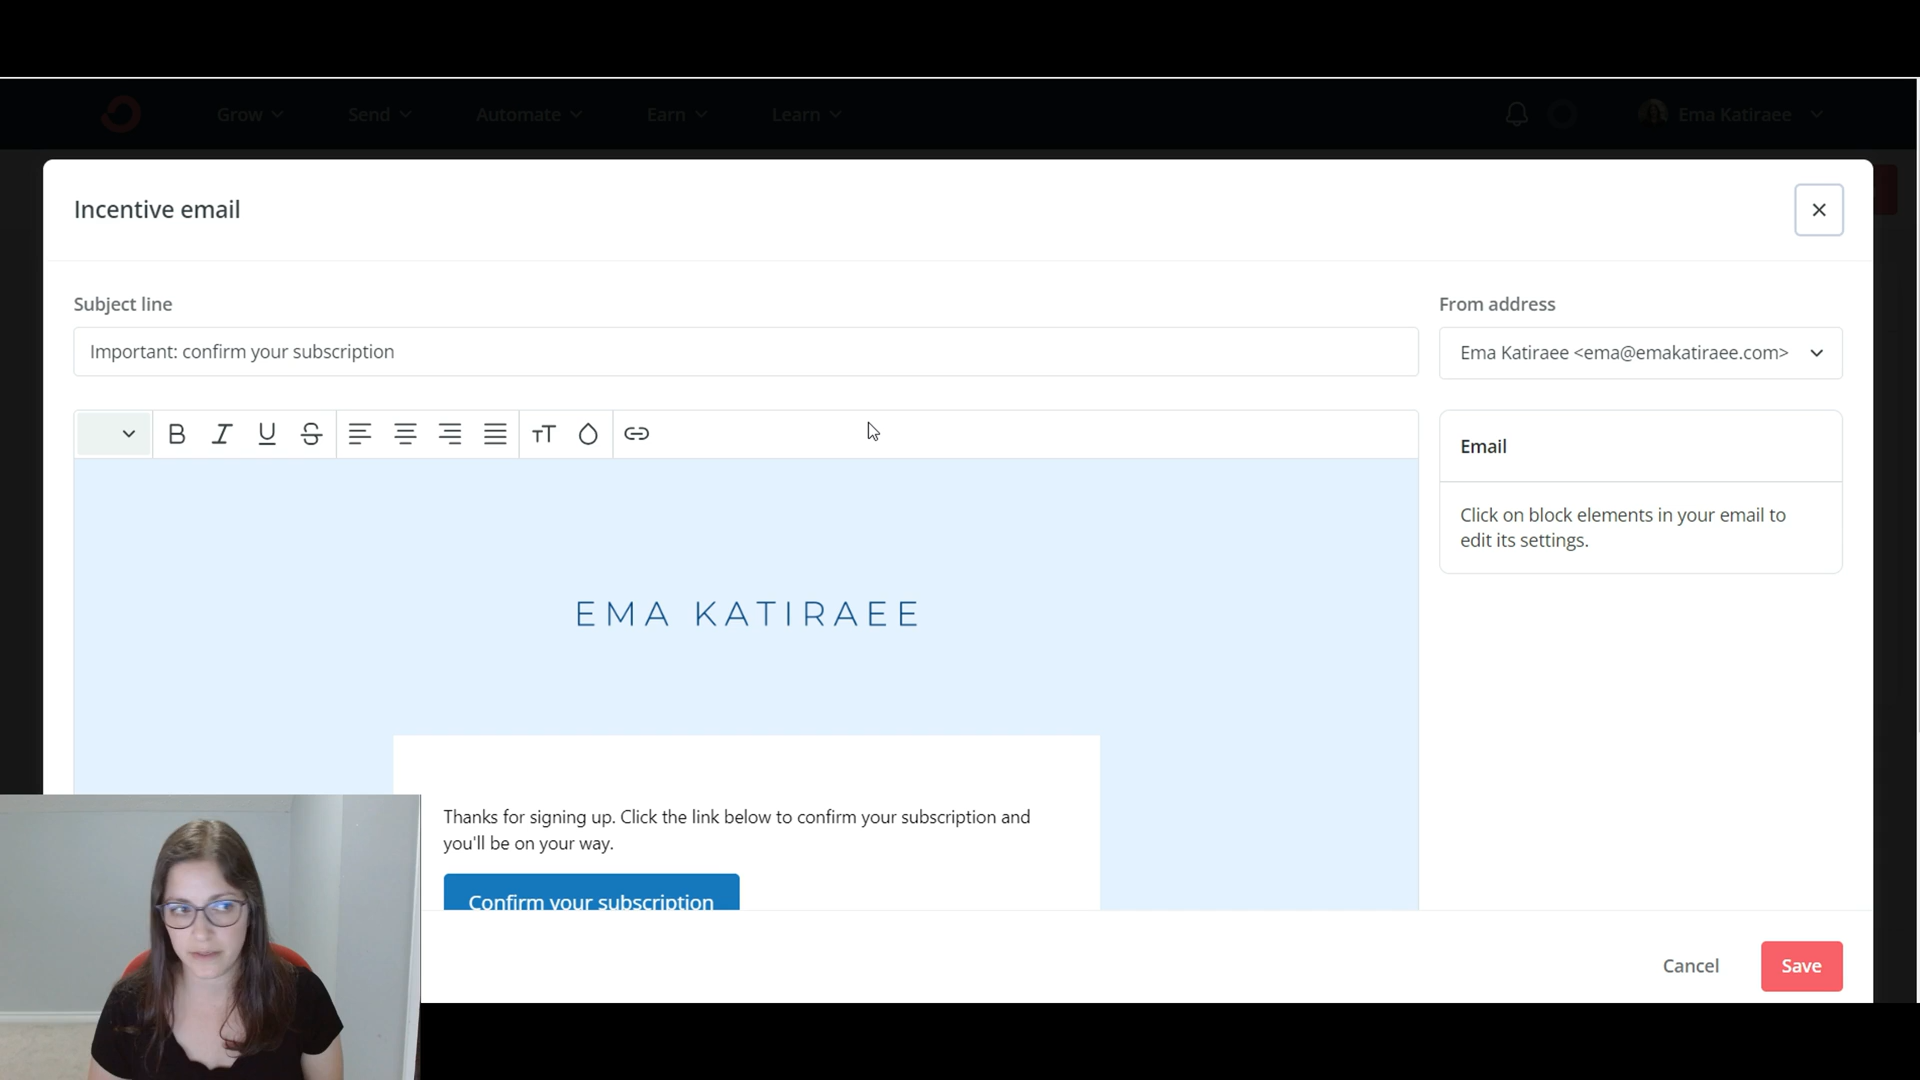 Grow Send Automate Earn Learn Ema Katiraee
Incentive email
Subject line
From address
Important: confirm your subscription
Ema Katiraee <ema@emakatiraee.com>
B I U S TT
Email
Click on block elements in your email to
edit its settings.
EMA KATIRAEE
Thanks for signing up. Click the link below to confirm your subscription and
you'll be on your way.
Confirm your subscription
Cancel Save